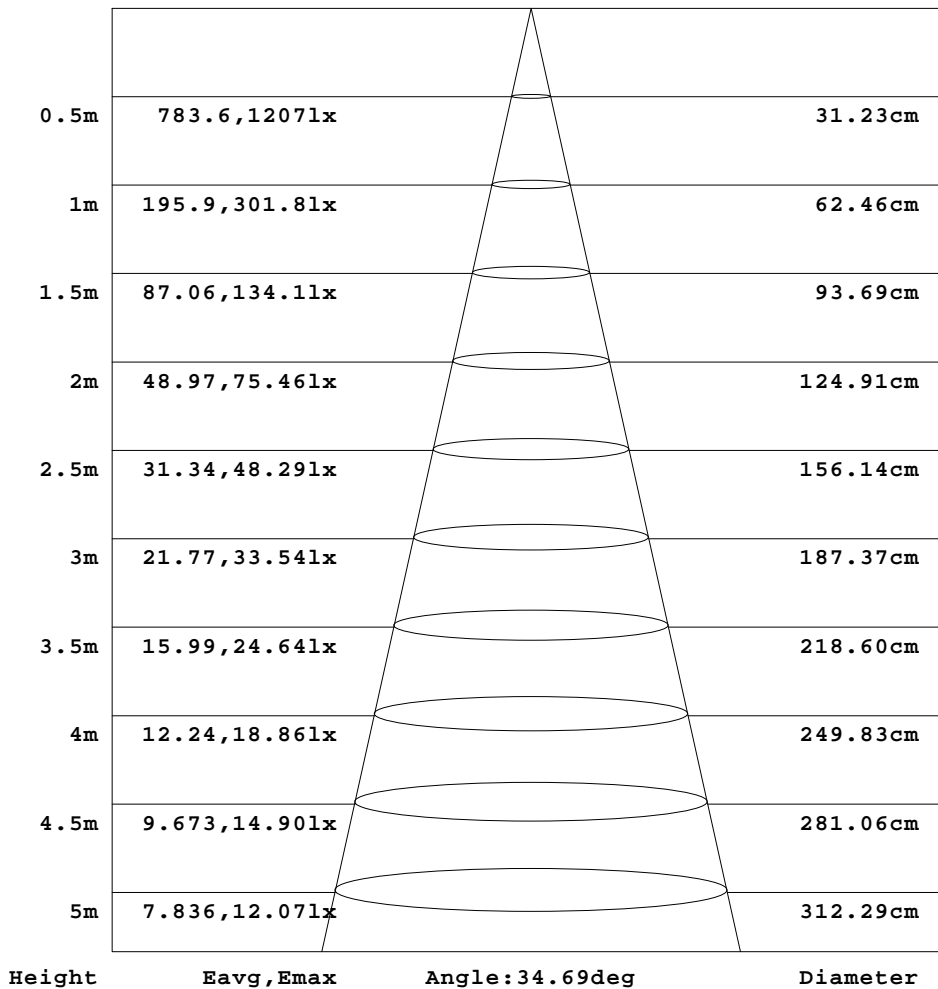 0.5m 783.6,1207lx 31.23cm
1m 195.9,301.8lx 62.46cm
1.5m 87.06,134.1lx 93.69cm
2m 48.97,75.46lx 124.91cm
2.5m 31.34,48.29lx 156.14cm
3m 21.77,33.54lx 187.37cm
3.5m 15.99,24.64lx 218.60cm
4m 12.24,18.86lx 249.83cm
4.5m 9.673,14.90lx 281.06cm
5m 7.836,12.07lx 312.29cm
Height Eavg,Emax Angle:34.69deg Diameter